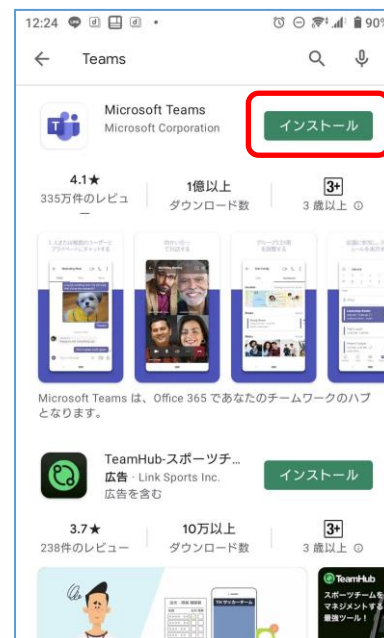 12:24
90%
Teams
Microsoft Teams
Microsoft Corporation
インストール
4.1★
335万件のレビュ
ー
1億以上
ダウンロード数
3+
3 歳以上
Microsoft Teams は、Office 365 であなたのチームワークのハブ
となります。
TeamHub-スポーツチ...
広告・Link Sports Inc.
広告を含む
インストール
3.7★
238件のレビュー
10万以上
ダウンロード数
3+
3 歳以上
TeamHub
スポーツチームを
マネジメントする
最強ツール！